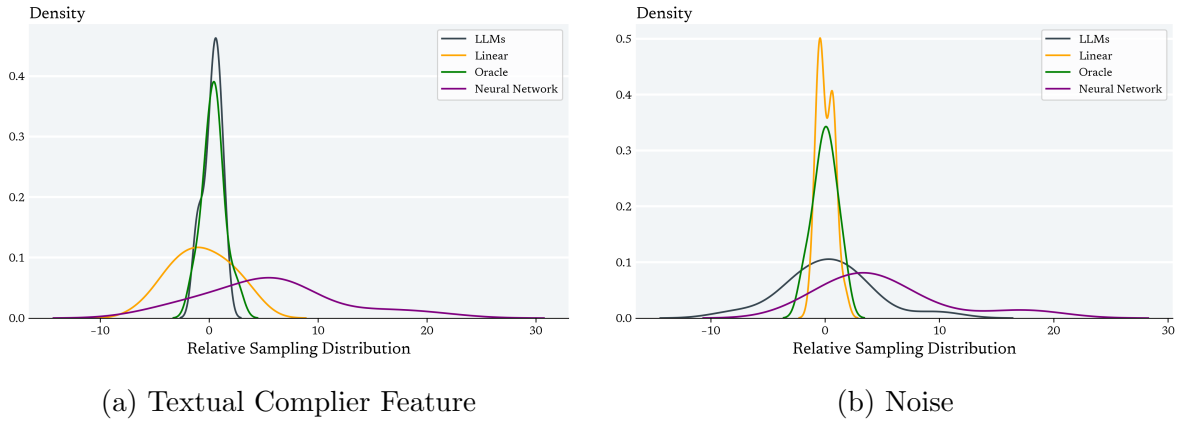 Density
LLMs
Linear
Oracle
Neural Network
0.4
0.3
0.2
0.1
0.0
-10 0 10 20 30
Relative Sampling Distribution
(a) Textual Complier Feature
Density
LLMs
Linear
Oracle
Neural Network
0.5
0.4
0.3
0.2
0.1
0.0
-10 0 10 20 30
Relative Sampling Distribution
(b) Noise